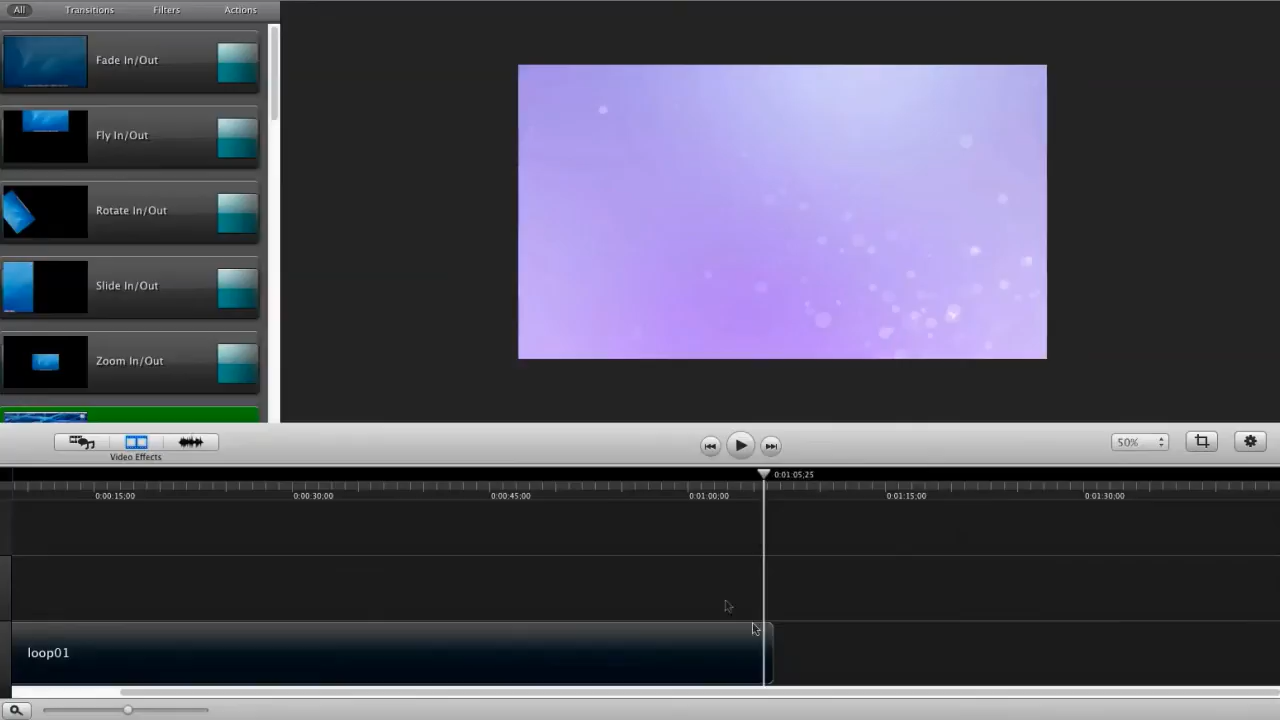 All Transitions Filters Actions
Fade In/Out
Fly In/Out
Rotate In/Out
Slide In/Out
Zoom In/Out
50%
Video Effects
0:01:05;25
0:00:15;00 0:00:30;00 0:00:45;00 0:01:00;00 0:01:15;00 0:01:30;00
loop01